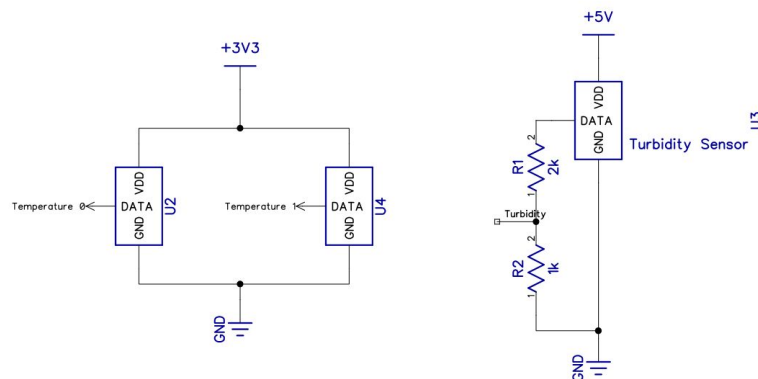 +3V3
VDD
Temperature 0
DATA
GND
U2
VDD
Temperature 1
DATA
GND
U4
GND
+5V
VDD
DATA
GND
U3
Turbidity Sensor
2
R1
2k
1
Turbidity
2
R2
1k
1
GND